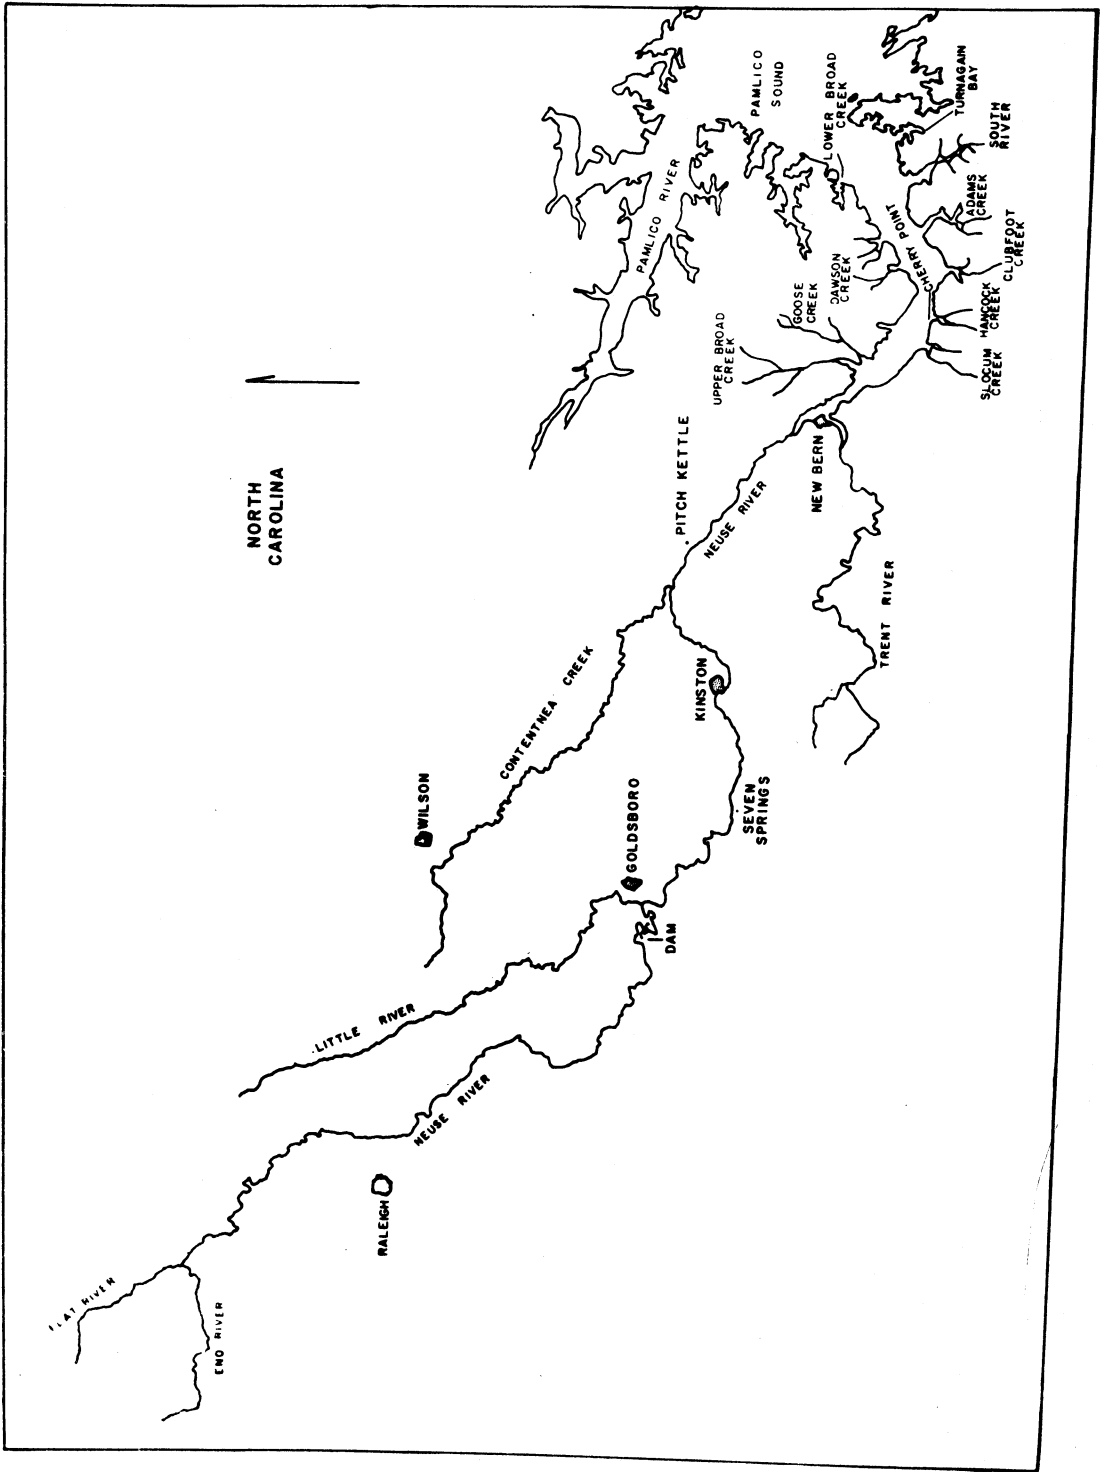 NORTH
CAROLINA
FLAT RIVER
ENO RIVER
RALEIGH
NEUSE RIVER
LITTLE RIVER
WILSON
CONTENTNEA CREEK
GOLDSBORO
DAM
SEVEN
SPRINGS
KINSTON
PITCH KETTLE
NEUSE RIVER
TRENT RIVER
NEW BERN
UPPER BROAD
CREEK
GOOSE
CREEK
DAWSON
CREEK
PAMLICO RIVER
PAMLICO
SOUND
LOWER BROAD
CREEK
CHERRY POINT
SLOCUM
CREEK
HANCOCK
CREEK
CLUBFOOT
CREEK
ADAMS
CREEK
SOUTH
RIVER
TURNAGAIN
BAY